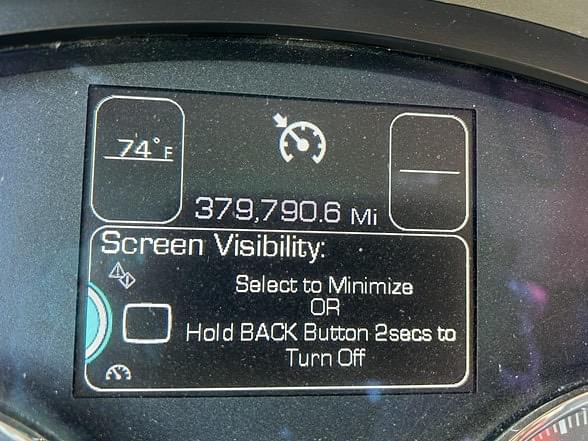 74°F
379,790.6 Mi
Screen Visibility:
Select to Minimize
OR
Hold BACK Button 2secs to
Turn Off